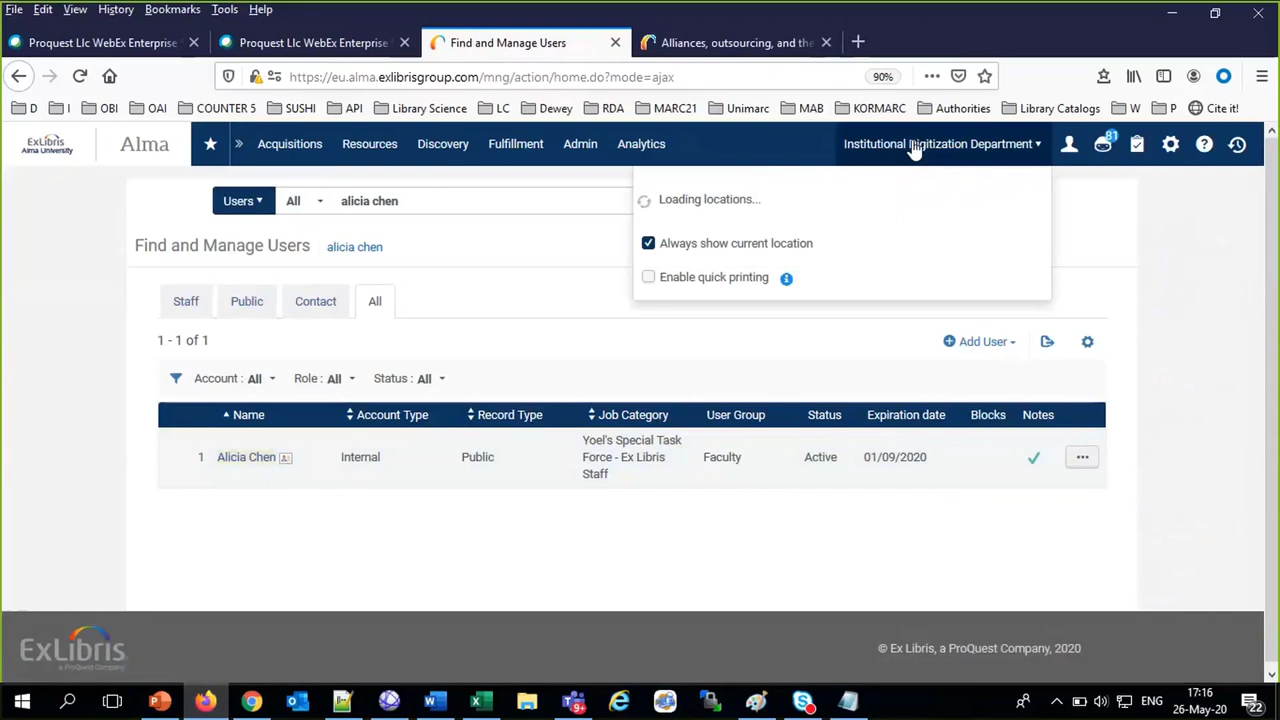 File Edit View History Bookmarks Tools Help
Proquest Llc WebEx Enterprise Proquest Llc WebEx Enterprise Find and Manage Users Alliances, outsourcing, and the
https://eu.alma.exlibrisgroup.com/mng/action/home.do?mode=ajax 90%
D I OBI OAI COUNTER 5 SUSHI API Library Science LC Dewey RDA MARC21 Unimarc MAB KORMARC Authorities Library Catalogs W P Cite it!
ExLibris
Alma University
Alma Acquisitions Resources Discovery Fulfillment Admin Analytics Institutional Digitization Department 81
Loading locations...
Always show current location
Enable quick printing
Users All alicia chen
Find and Manage Users alicia chen
Staff Public Contact All
1 - 1 of 1 Add User
Account : All Role : All Status : All
Name Account Type Record Type Job Category User Group Status Expiration date Blocks Notes
1 Alicia Chen Internal Public Yoel's Special Task Faculty Active 01/09/2020
Force - Ex Libris
Staff
ExLibris
a ProQuest Company
© Ex Libris, a ProQuest Company, 2020
9+ ENG 17:16
26-May-20 22